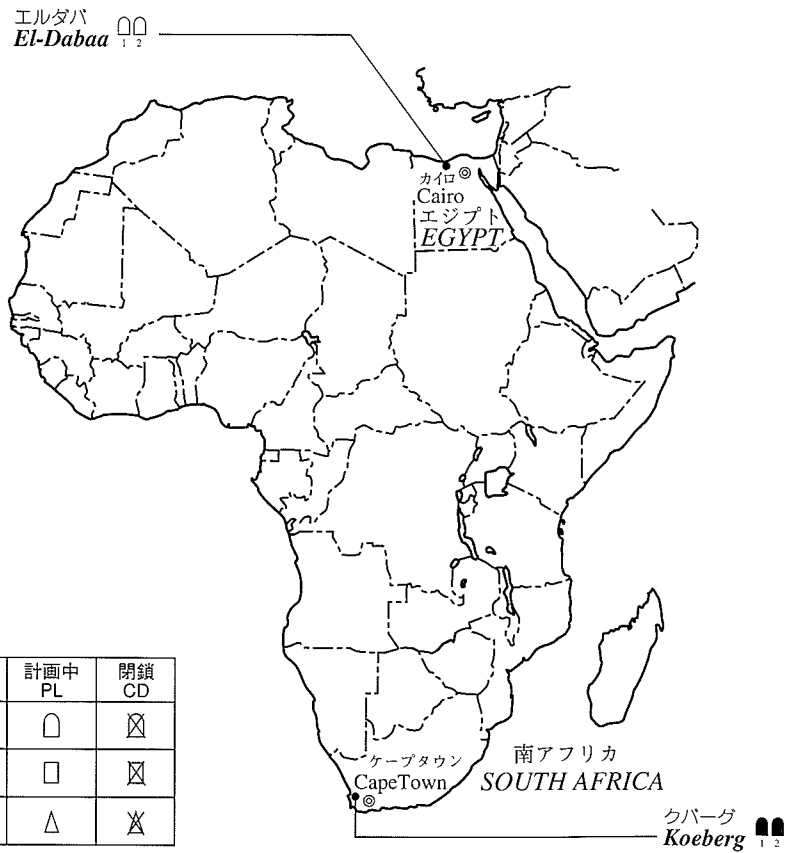 エルダバ
El-Dabaa
1 2
カイロ
Cairo
エジプト
EGYPT
計画中
PL
閉鎖
CD
ケープタウン
CapeTown
南アフリカ
SOUTH AFRICA
クバーグ
Koeberg
1 2